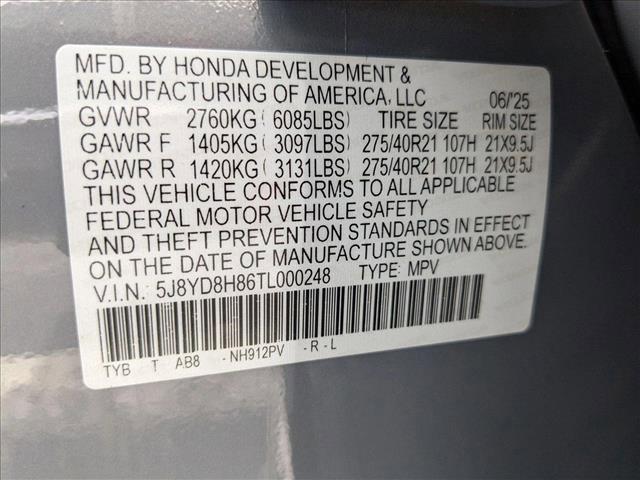 MFD. BY HONDA DEVELOPMENT &
MANUFACTURING OF AMERICA, LLC 06/'25
GVWR 2760KG (6085LBS) TIRE SIZE RIM SIZE
GAWR F 1405KG (3097LBS) 275/40R21 107H 21X9.5J
GAWR R 1420KG (3131LBS) 275/40R21 107H 21X9.5J
THIS VEHICLE CONFORMS TO ALL APPLICABLE
FEDERAL MOTOR VEHICLE SAFETY
AND THEFT PREVENTION STANDARDS IN EFFECT
ON THE DATE OF MANUFACTURE SHOWN ABOVE.
V.I.N.: 5J8YD8H86TL000248 TYPE: MPV
TYB T AB8 - NH912PV - R - L